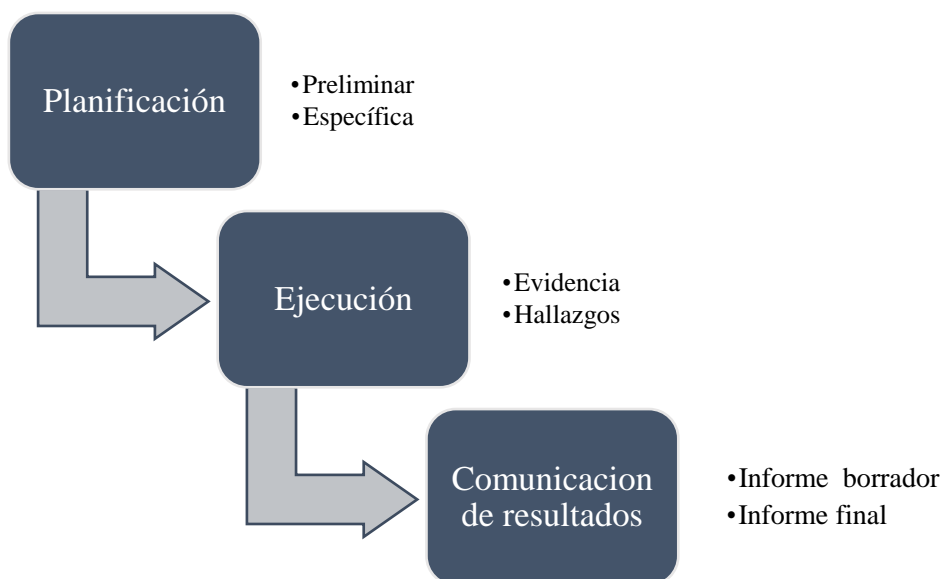 Planificación
•Preliminar
•Específica
Ejecución
•Evidencia
•Hallazgos
Comunicacion
de resultados
•Informe borrador
•Informe final